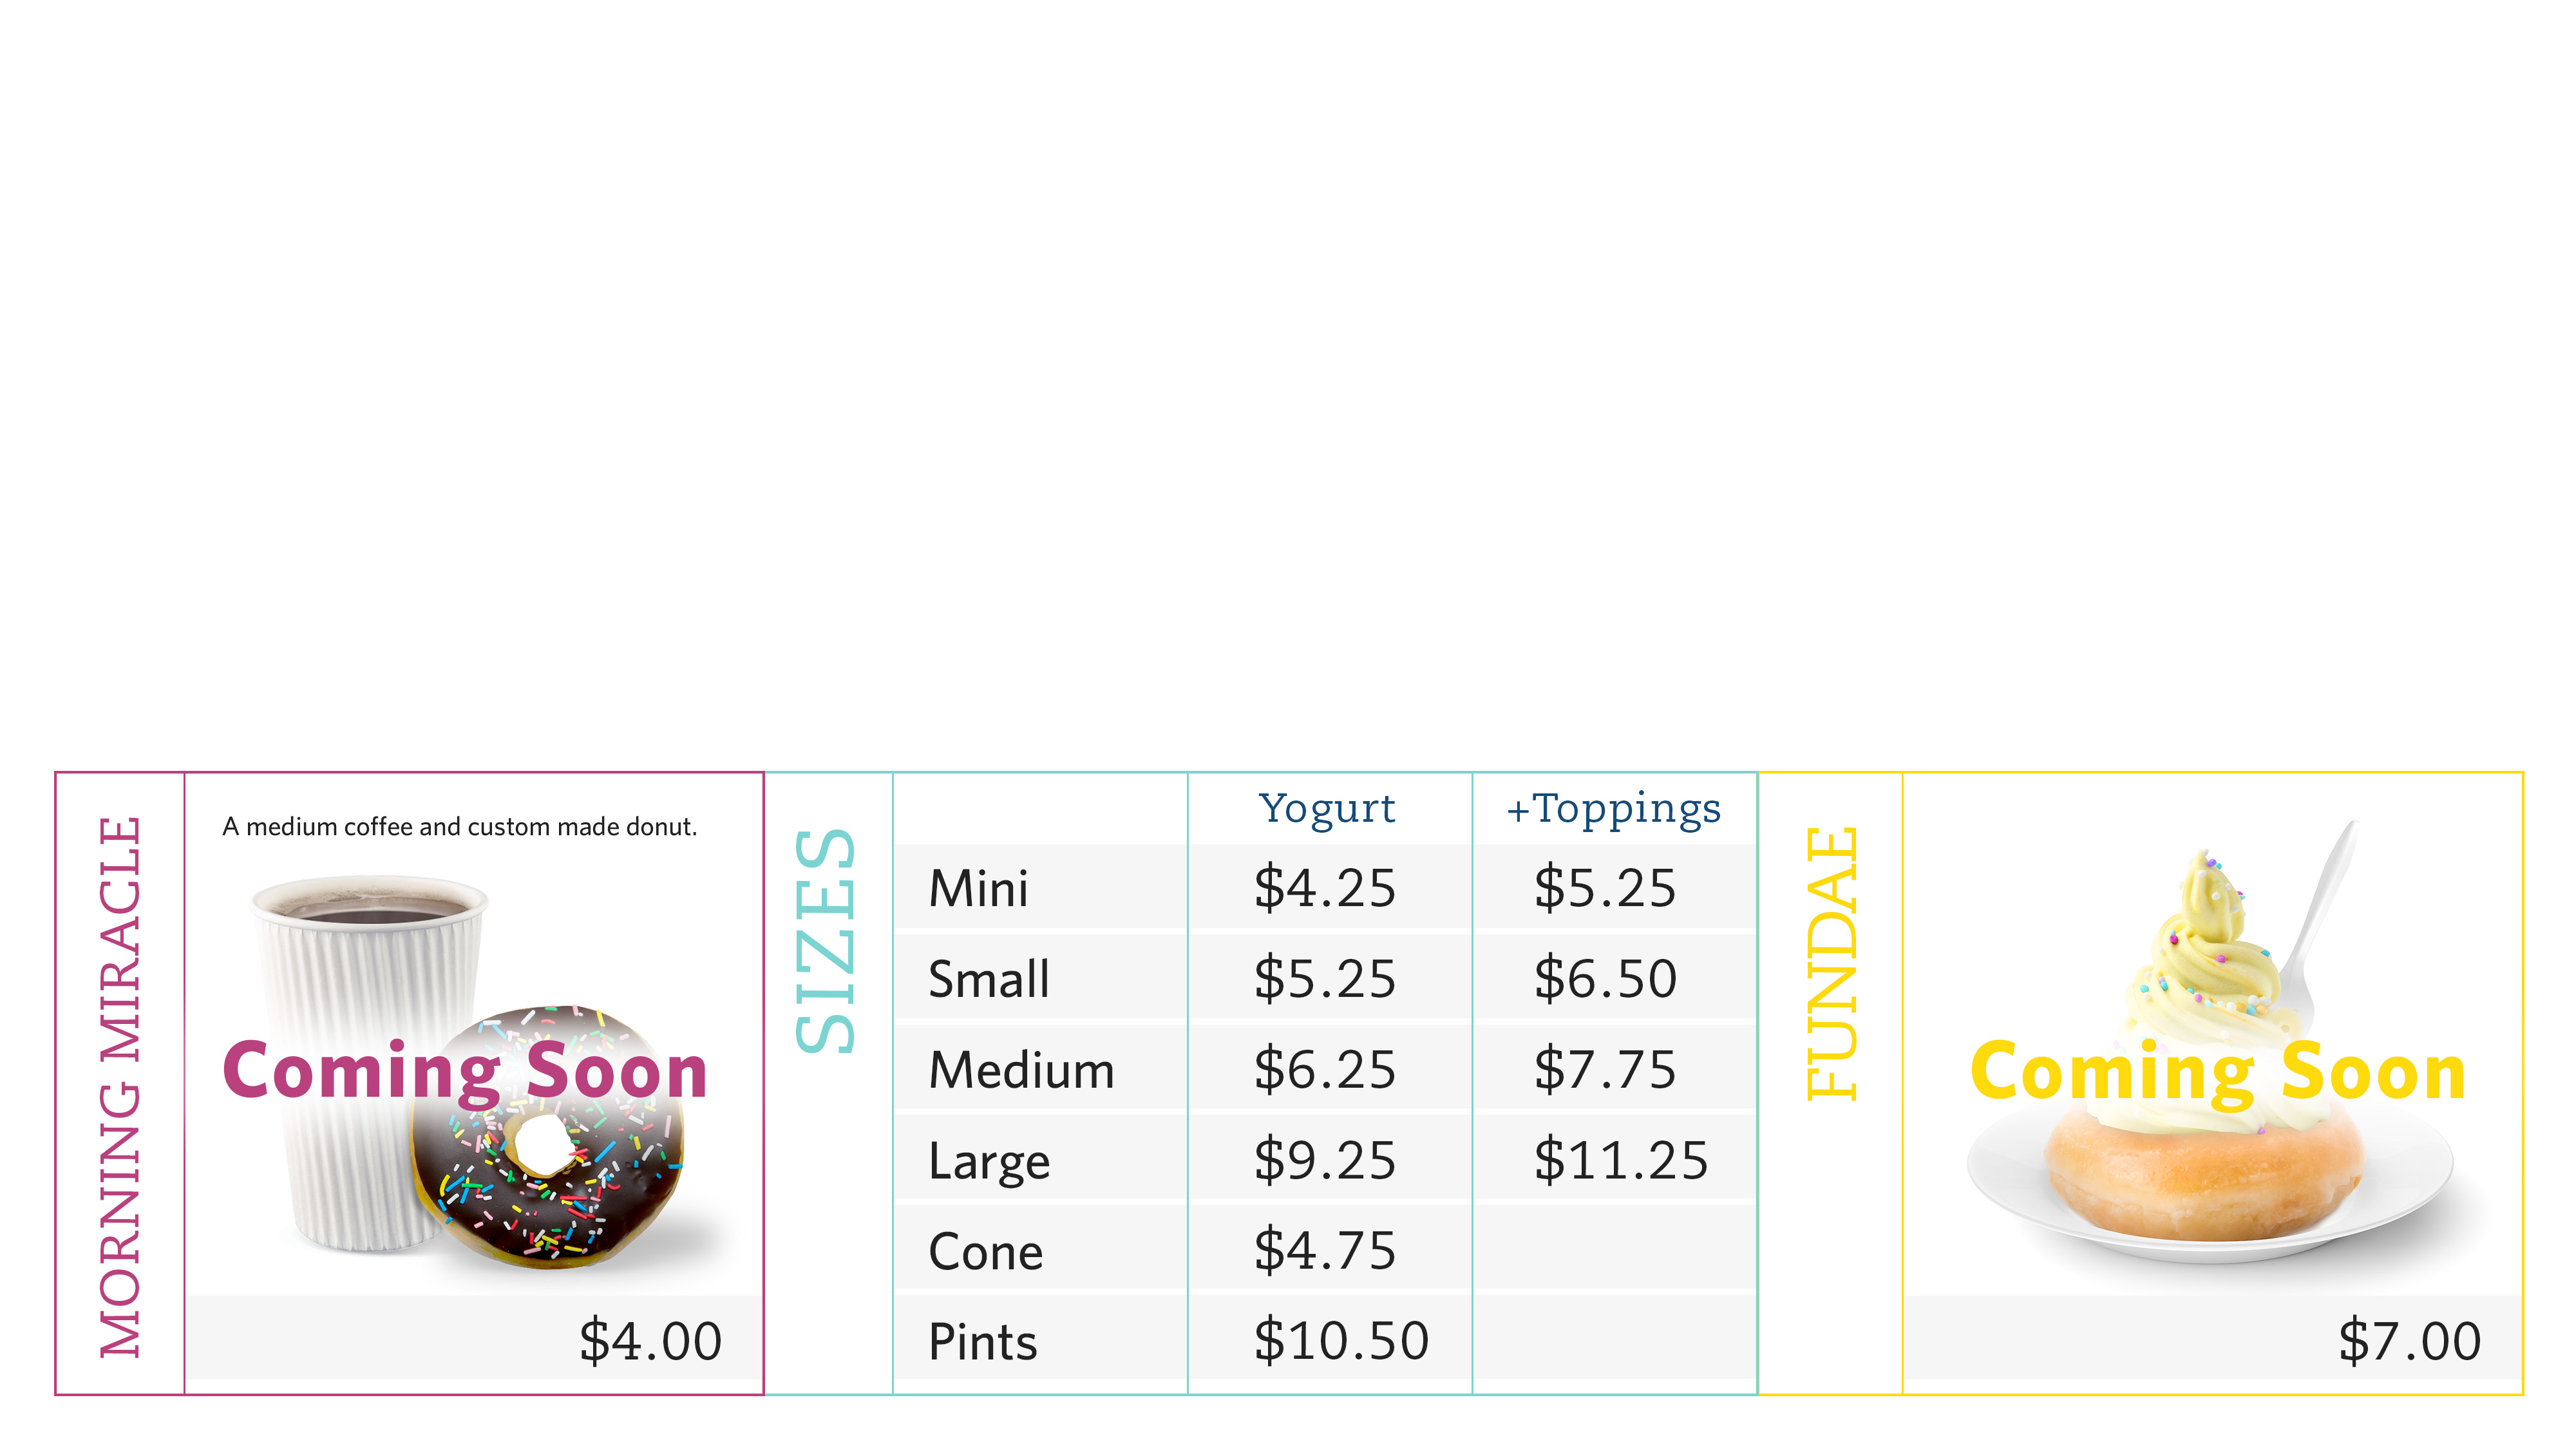 MORNING MIRACLE
A medium coffee and custom made donut.
Coming Soon
$4.00
SIZES
Yogurt +Toppings
Mini $4.25 $5.25
Small $5.25 $6.50
Medium $6.25 $7.75
Large $9.25 $11.25
Cone $4.75
Pints $10.50
FUNDAE
Coming Soon
$7.00